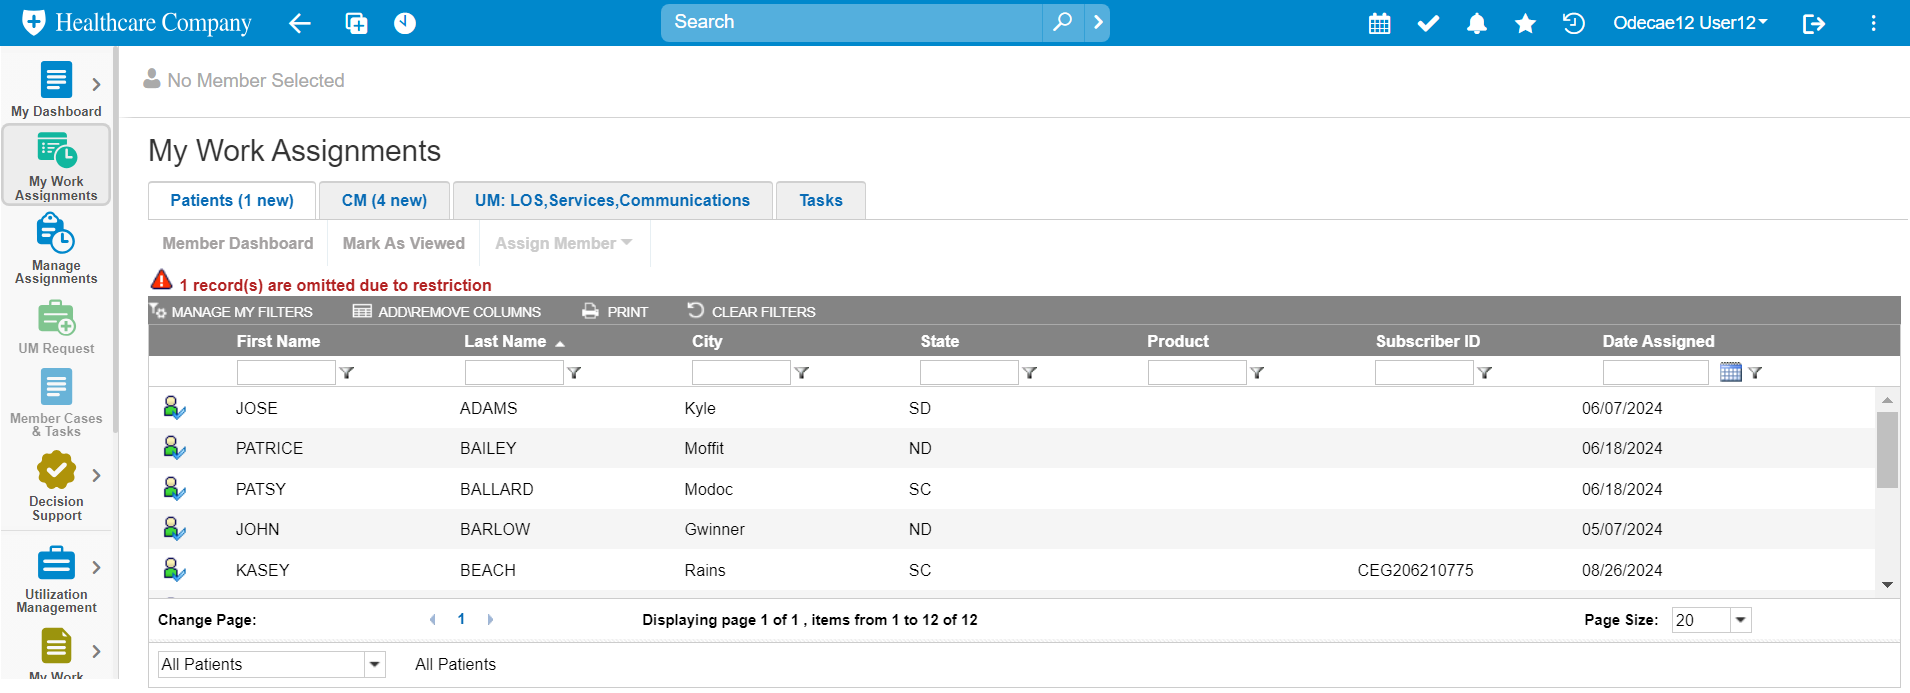 Healthcare Company
Search
Odecae12 User12
My Dashboard
My Work
Assignments
Manage
Assignments
UM Request
Member Cases
& Tasks
Decision
Support
Utilization
Management
My Work
No Member Selected
My Work Assignments
Patients (1 new)
CM (4 new)
UM: LOS,Services,Communications
Tasks
Member Dashboard
Mark As Viewed
Assign Member
1 record(s) are omitted due to restriction
MANAGE MY FILTERS
ADD\REMOVE COLUMNS
PRINT
CLEAR FILTERS
First Name Last Name City State Product Subscriber ID Date Assigned
JOSE ADAMS Kyle SD 06/07/2024
PATRICE BAILEY Moffit ND 06/18/2024
PATSY BALLARD Modoc SC 06/18/2024
JOHN BARLOW Gwinner ND 05/07/2024
KASEY BEACH Rains SC CEG206210775 08/26/2024
Change Page: 1 Displaying page 1 of 1 , items from 1 to 12 of 12 Page Size: 20
All Patients All Patients